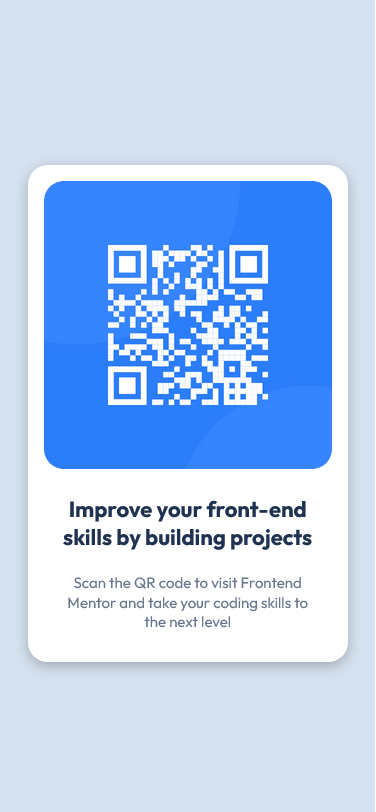 Improve your front-end
skills by building projects
Scan the QR code to visit Frontend
Mentor and take your coding skills to
the next level